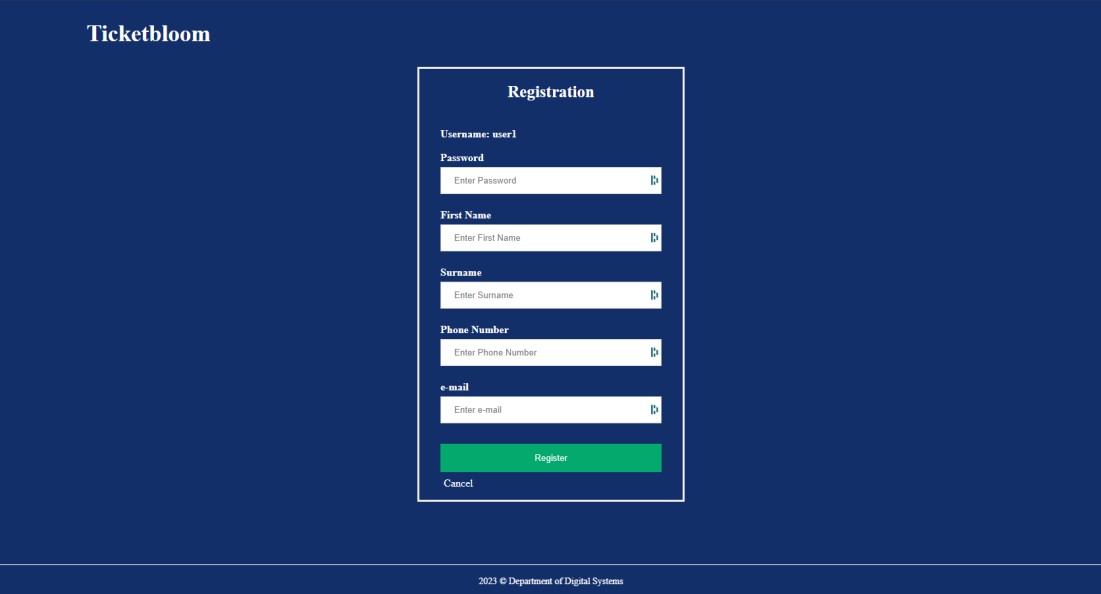 Ticketbloom
Registration
Username: user1
Password
Enter Password
First Name
Enter First Name
Surname
Enter Surname
Phone Number
Enter Phone Number
e-mail
Enter e-mail
Register
Cancel
2023 © Department of Digital Systems